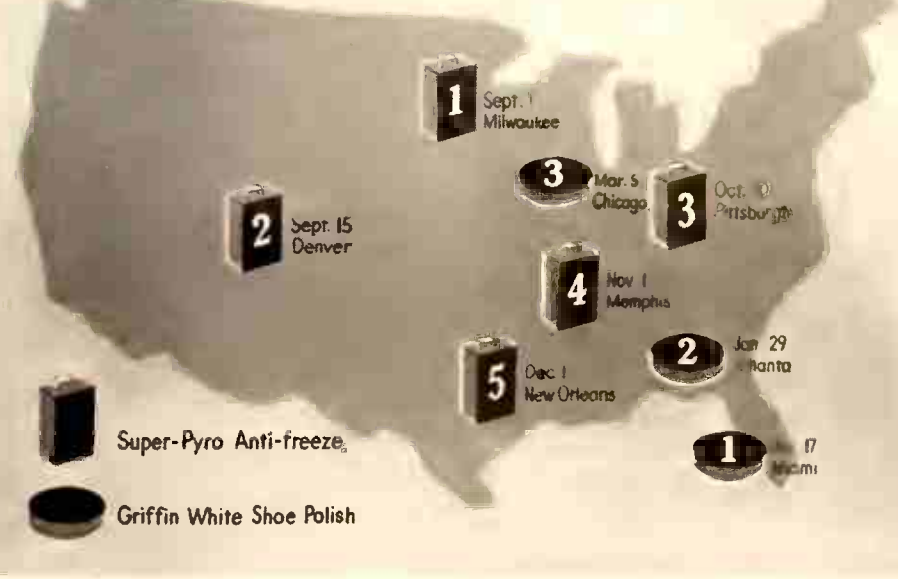 1
Sept. 1
Milwaukee
3
Mar. 5
Chicago
3
Oct.
Pittsburgh
2
Sept. 15
Denver
4
Nov 1
Memphis
2
Jan 29
5
Dec. 1
New Orleans
1
17
Super-Pyro Anti-freeze
Griffin White Shoe Polish